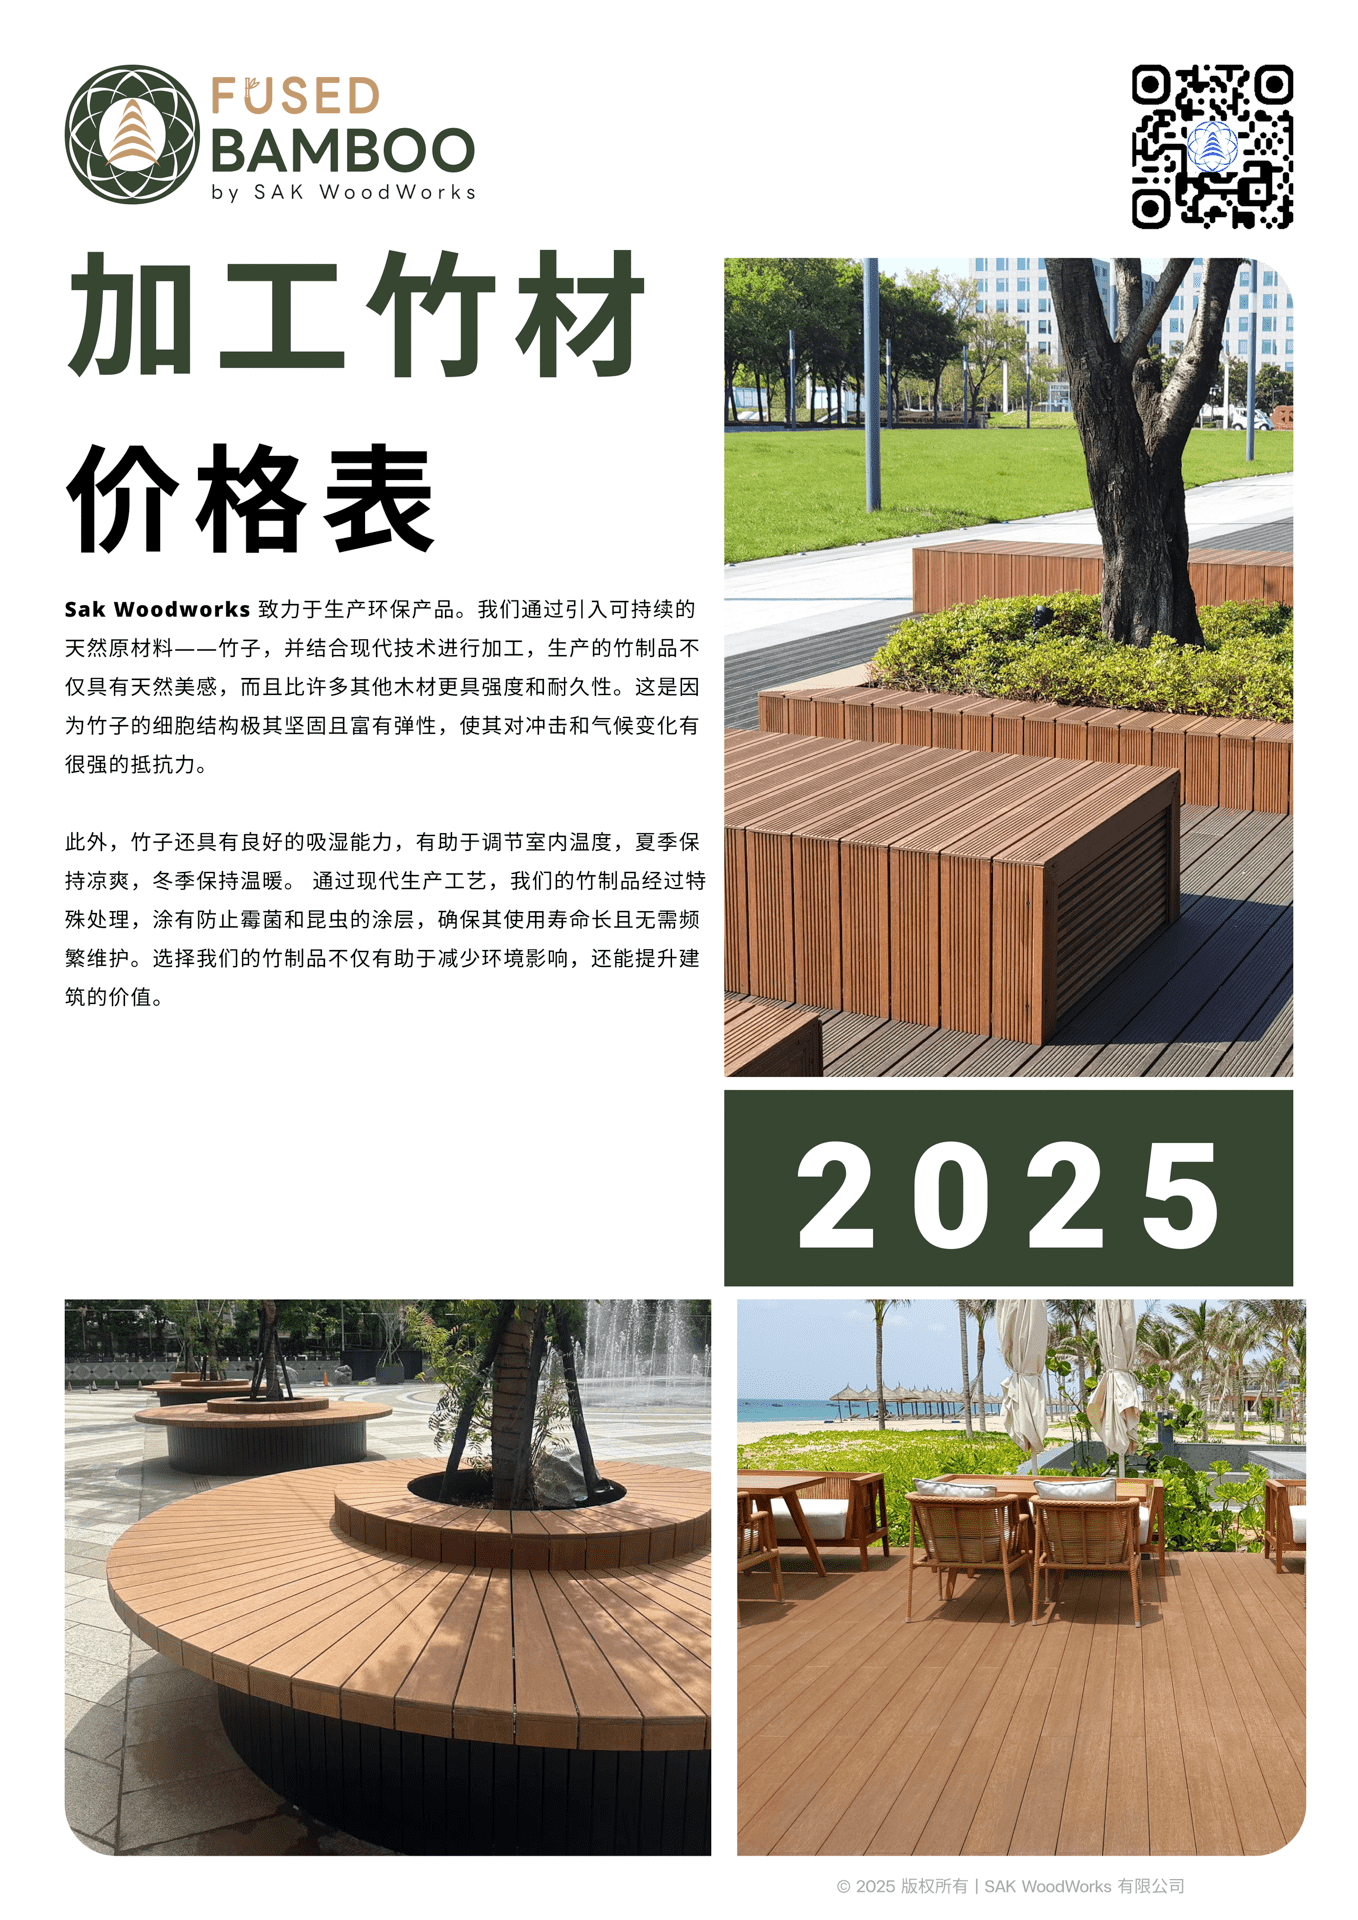 FUSED
BAMBOO
by SAK WoodWorks
加工竹材
价格表
Sak Woodworks 致力于生产环保产品。我们通过引入可持续的
天然原材料——竹子，并结合现代技术进行加工，生产的竹制品不
仅具有天然美感，而且比许多其他木材更具强度和耐久性。这是因
为竹子的细胞结构极其坚固且富有弹性，使其对冲击和气候变化有
很强的抵抗力。
此外，竹子还具有良好的吸湿能力，有助于调节室内温度，夏季保
持凉爽，冬季保持温暖。 通过现代生产工艺，我们的竹制品经过特
殊处理，涂有防止霉菌和昆虫的涂层，确保其使用寿命长且无需频
繁维护。选择我们的竹制品不仅有助于减少环境影响，还能提升建
筑的价值。
2025
© 2025 版权所有 | SAK WoodWorks 有限公司